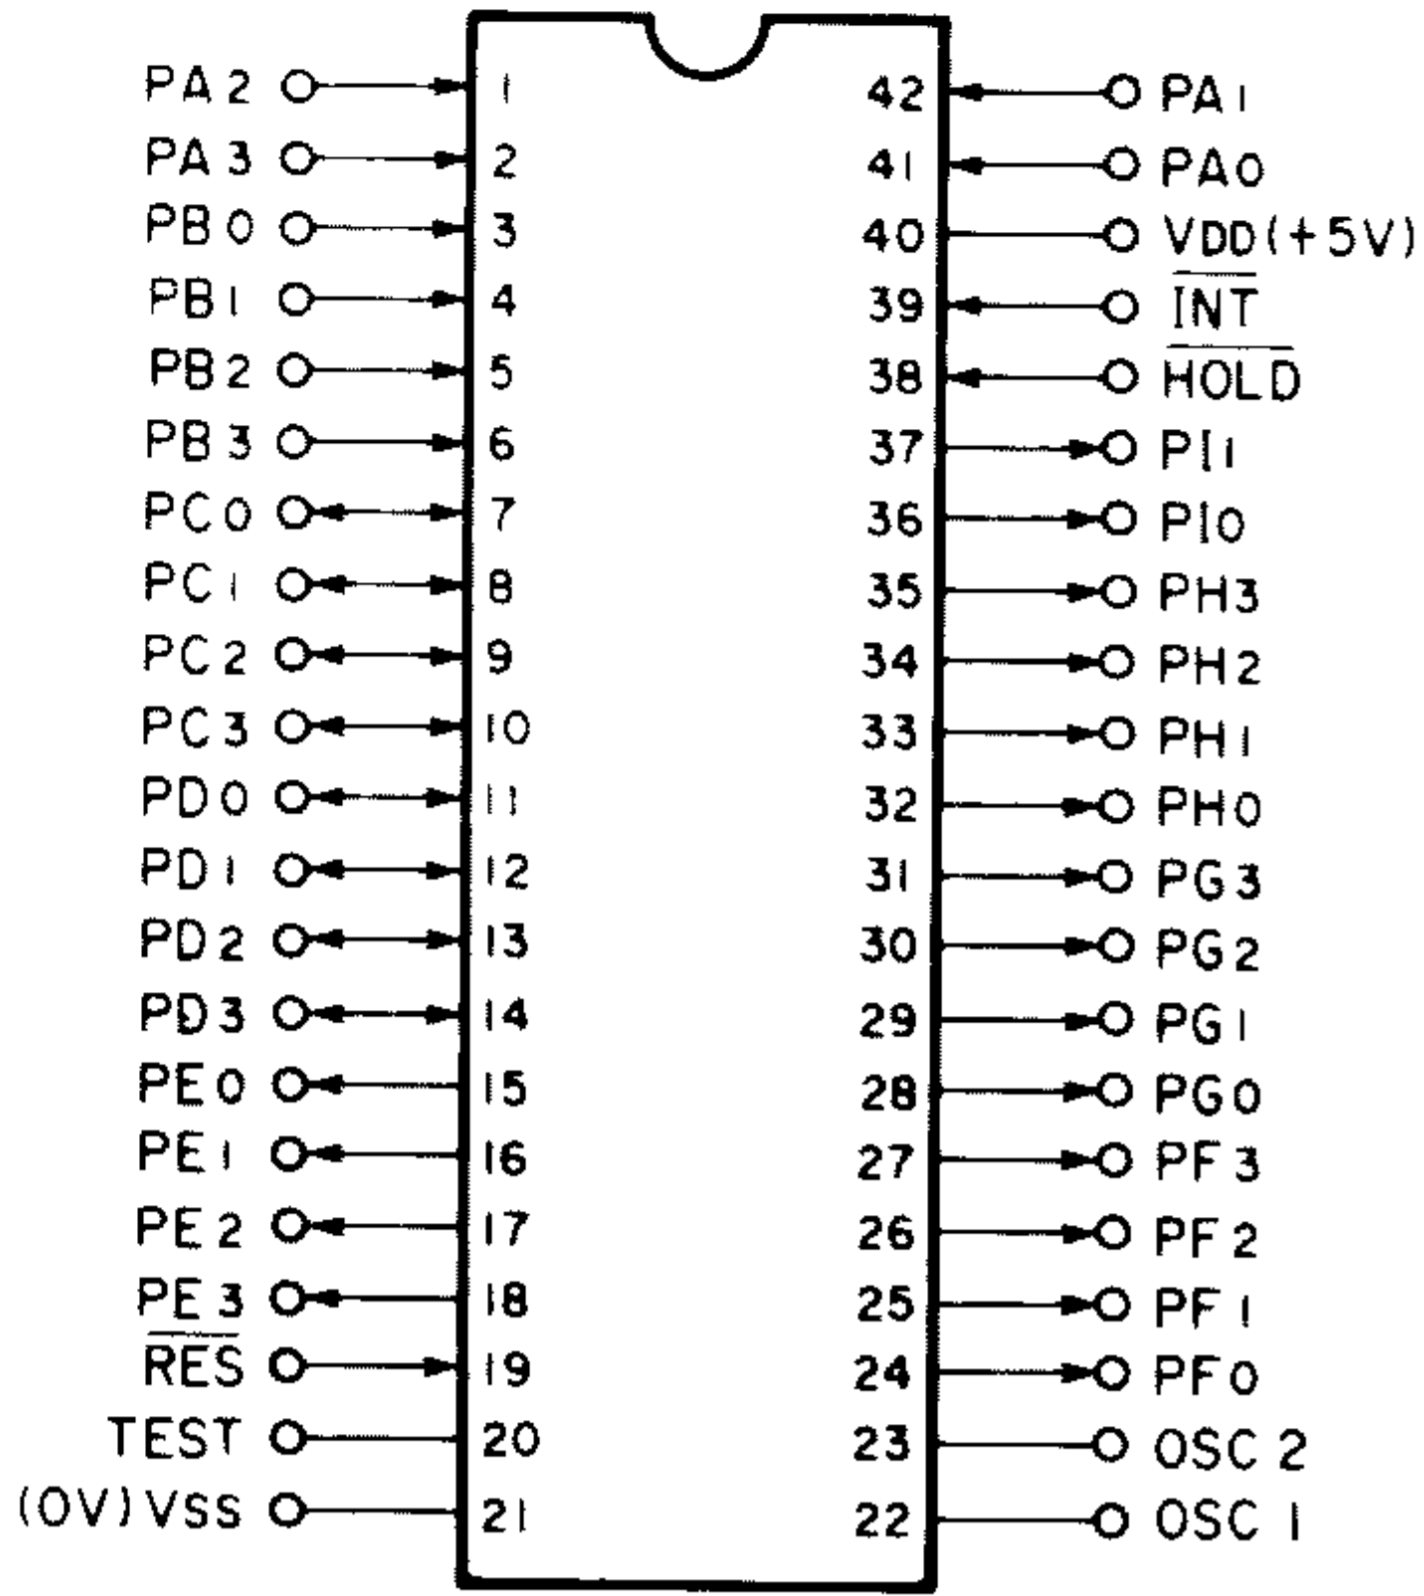 PA2 1 42 PA1
PA3 2 41 PA0
PB0 3 40 VDD(+5V)
PB1 4 39 INT
PB2 5 38 HOLD
PB3 6 37 PI1
PC0 7 36 PI0
PC1 8 35 PH3
PC2 9 34 PH2
PC3 10 33 PH1
PD0 11 32 PH0
PD1 12 31 PG3
PD2 13 30 PG2
PD3 14 29 PG1
PE0 15 28 PG0
PE1 16 27 PF3
PE2 17 26 PF2
PE3 18 25 PF1
RES 19 24 PF0
TEST 20 23 OSC 2
(0V)VSS 21 22 OSC 1